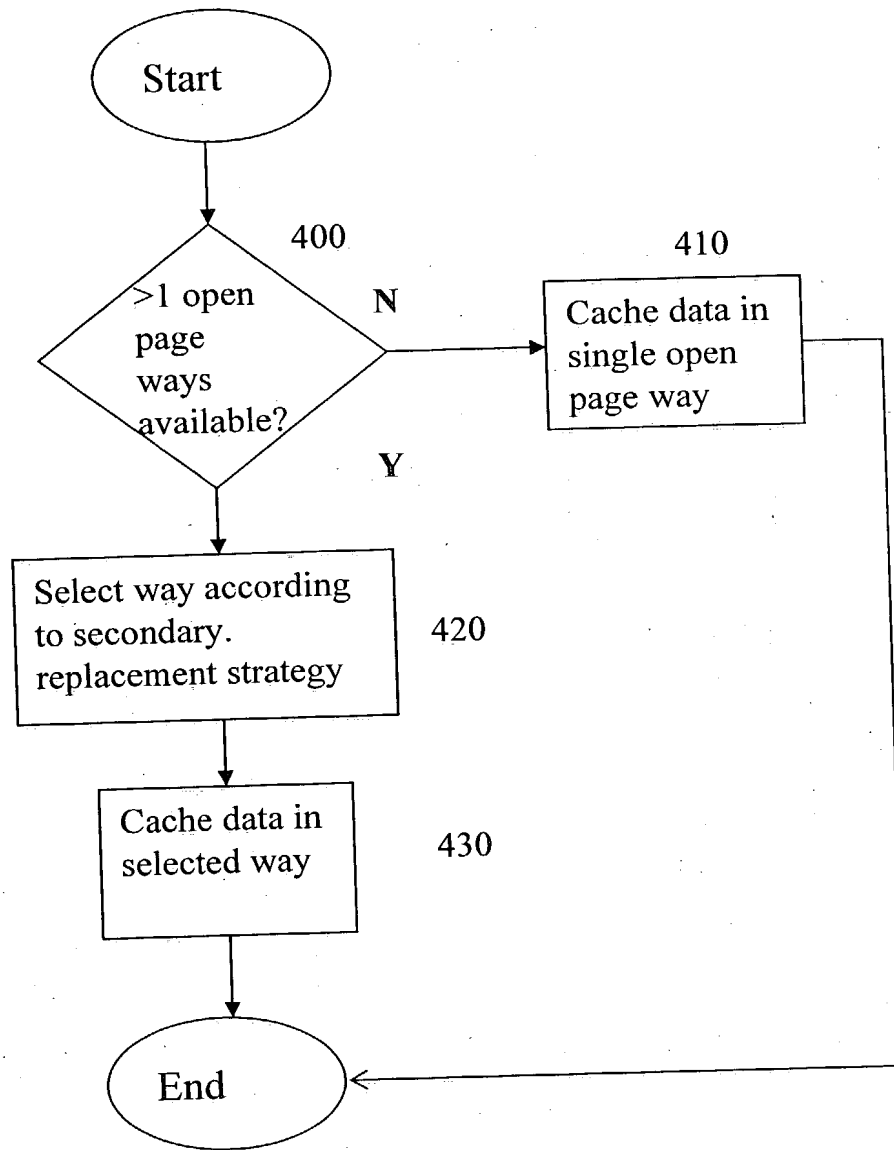 Start
400
>1 open
page
ways
available?
N
410
Cache data in
single open
page way
Y
Select way according
to secondary.
replacement strategy
420
Cache data in
selected way
430
End